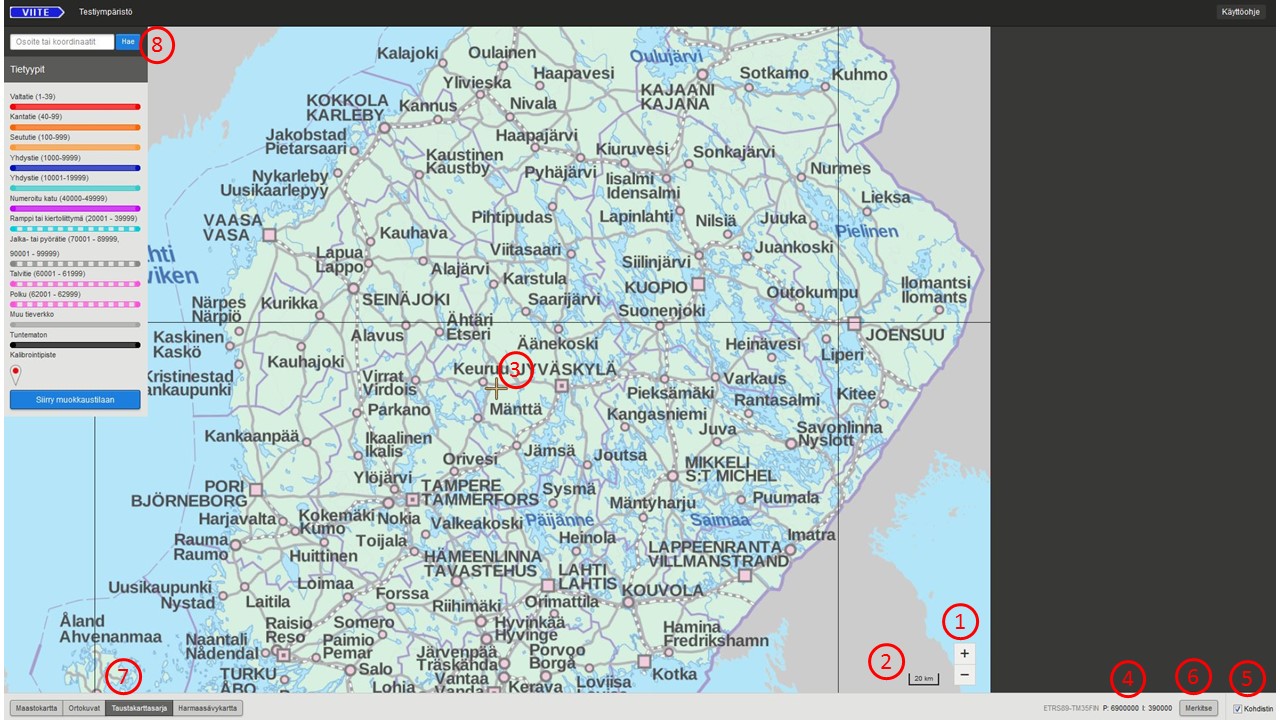 VIITE
Testiympäristö
Käyttöohje
Osoite tai koordinaatit
Hae
8
Tietyypit
Valtatie (1-39)
Kantatie (40-99)
Seututie (100-999)
Yhdystie (1000-9999)
Yhdystie (10001-19999)
Numeroitu katu (40000-49999)
Ramppi tai kiertoliittymä (20001 - 39999)
Jalka- tai pyörätie (70001 - 89999,
90001 - 99999)
Talvitie (60001 - 61999)
Polku (62001 - 62999)
Muu tieverkko
Tuntematon
Kalibrointipiste
Siirry muokkaustilaan
Kalajoki
Oulainen
Oulujärvi
Haapavesi
Sotkamo
Kuhmo
Ylivieska
KAJAANI
KAJANA
KOKKOLA
KARLEBY
Kannus
Nivala
Jakobstad
Pietarsaari
Haapajärvi
Kiuruvesi
Sonkajärvi
Kaustinen
Kaustby
Pyhäjärvi
Iisalmi
Idensalmi
Nurmes
Nykarleby
Uusikaarlepyy
Lieksa
VAASA
VASA
Pihtipudas
Lapinlahti
Nilsiä
Juuka
Pielinen
Kauhava
Viitasaari
Juankoski
Lapua
Lappo
Alajärvi
Siilinjärvi
Karstula
KUOPIO
Ilomantsi
Ilomants
Outokumpu
Närpes
Närpiö
Kurikka
SEINÄJOKI
Saarijärvi
Suonenjoki
Kaskinen
Kaskö
Alavus
Ähtäri
Etseri
Äänekoski
Heinävesi
JOENSUU
Liperi
Kauhajoki
Keuruu
3
JYVÄSKYLÄ
Kristinestad
Virrat
Virdois
Varkaus
Pieksämäki
Rantasalmi
Kitee
Parkano
Mänttä
Kangasniemi
Juva
Savonlinna
Nyslott
Kankaanpää
Ikaalinen
Ikalis
Orivesi
Jämsä
Joutsa
MIKKELI
S:T MICHEL
Ylöjärvi
PORI
BJÖRNEBORG
TAMPERE
TAMMERFORS
Sysmä
Mäntyharju
Puumala
Harjavalta
Kokemäki
Kumo
Nokia
Valkeakoski
Päijänne
Saimaa
Rauma
Raumo
Toijala
Heinola
Imatra
Huittinen
HÄMEENLINNA
TAVASTEHUS
LAPPEENRANTA
VILLMANSTRAND
Uusikaupunki
Nystad
Loimaa
LAHTI
LAHTIS
KOUVOLA
Laitila
Forssa
Riihimäki
Orimattila
Åland
Ahvenanmaa
Raisio
Reso
Somero
Hyvinkää
Hyvinge
Hamina
Fredrikshamn
1
Naantali
Nådendal
Paimio
Pemar
Järvenpää
Träskända
Porvoo
Borgå
2
TURKU
ÅBO
Salo
Vantaa
Vanda
Kerava
Loviisa
Kotka
Lohja
+
−
20 km
7
4
6
5
Maastokartta
Ortokuvat
Taustakarttasarja
Harmaasävykartta
ETRS89-TM35FIN P: 6900000 I: 390000
Merkitse
Kohdistin